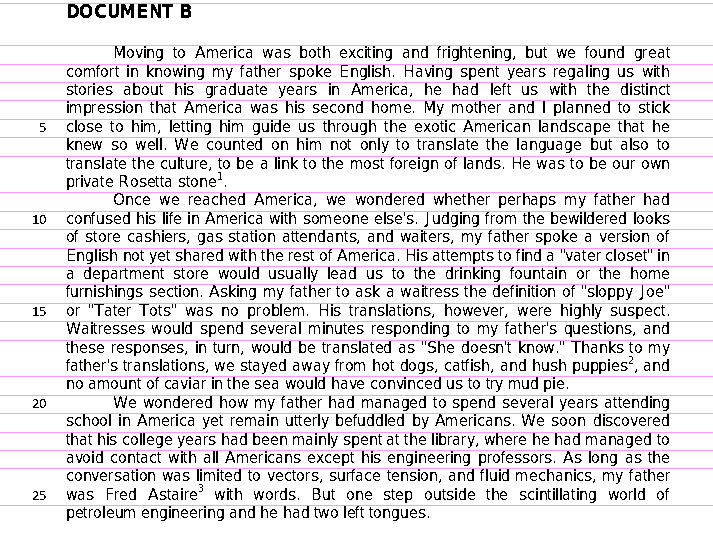 DOCUMENT B
Moving to America was both exciting and frightening, but we found great
comfort in knowing my father spoke English. Having spent years regaling us with
stories about his graduate years in America, he had left us with the distinct
impression that America was his second home. My mother and I planned to stick
5 close to him, letting him guide us through the exotic American landscape that he
knew so well. We counted on him not only to translate the language but also to
translate the culture, to be a link to the most foreign of lands. He was to be our own
private Rosetta stone1.
Once we reached America, we wondered whether perhaps my father had
10 confused his life in America with someone else's. Judging from the bewildered looks
of store cashiers, gas station attendants, and waiters, my father spoke a version of
English not yet shared with the rest of America. His attempts to find a "vater closet" in
a department store would usually lead us to the drinking fountain or the home
furnishings section. Asking my father to ask a waitress the definition of "sloppy Joe"
15 or "Tater Tots" was no problem. His translations, however, were highly suspect.
Waitresses would spend several minutes responding to my father's questions, and
these responses, in turn, would be translated as "She doesn't know." Thanks to my
father's translations, we stayed away from hot dogs, catfish, and hush puppies2, and
no amount of caviar in the sea would have convinced us to try mud pie.
20 We wondered how my father had managed to spend several years attending
school in America yet remain utterly befuddled by Americans. We soon discovered
that his college years had been mainly spent at the library, where he had managed to
avoid contact with all Americans except his engineering professors. As long as the
conversation was limited to vectors, surface tension, and fluid mechanics, my father
25 was Fred Astaire3 with words. But one step outside the scintillating world of
petroleum engineering and he had two left tongues.